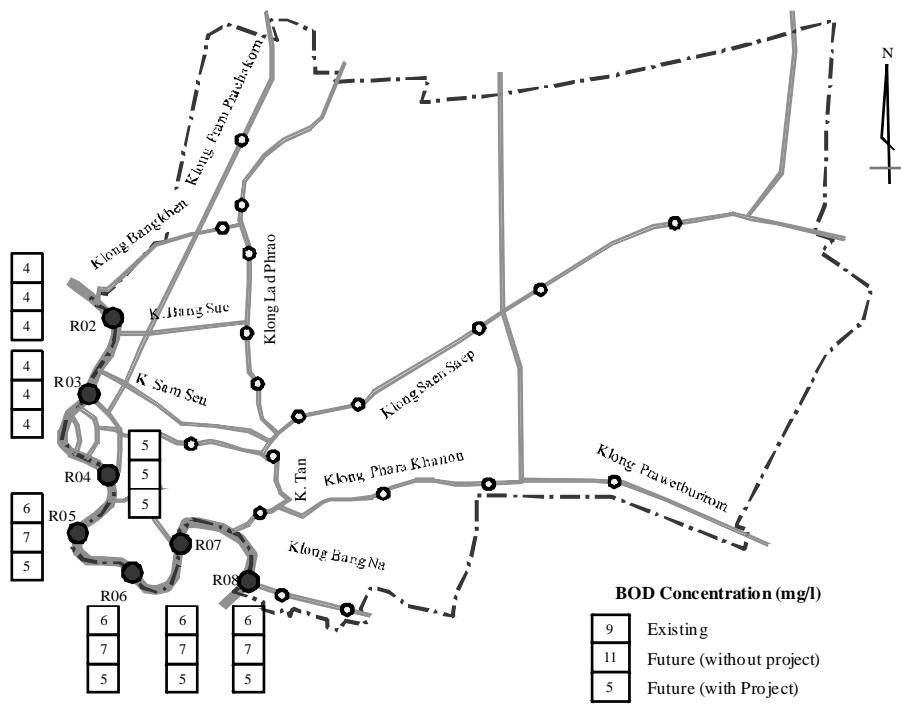 N
Klong Pram Prachakorn
Klong Bangkhen
Klong Lad Phrao
K. Bang Sue
K. Sam Sen
Klong Saen Saep
K. Tan
Klong Phara Khanon
Klong Prawetburirom
Klong Bang Na
4
4
4
R02
4
4
4
R03
5
5
5
R04
6
7
5
R05
R06
R07
R08
6
7
5
6
7
5
6
7
5
BOD Concentration (mg/l)
9 Existing
11 Future (without project)
5 Future (with Project)